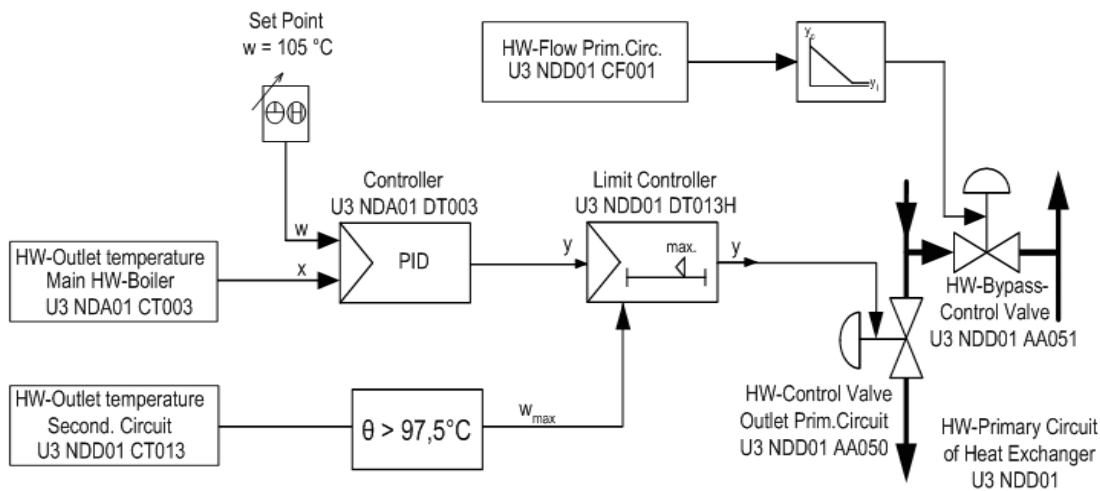 Set Point
w = 105 °C
HW-Flow Prim.Circ.
U3 NDD01 CF001
y₀
yᵢ
Controller
U3 NDA01 DT003
Limit Controller
U3 NDD01 DT013H
w
x
PID
y
max.
y
HW-Outlet temperature
Main HW-Boiler
U3 NDA01 CT003
HW-Bypass-
Control Valve
U3 NDD01 AA051
HW-Outlet temperature
Second. Circuit
U3 NDD01 CT013
θ > 97,5°C
wmax
HW-Control Valve
Outlet Prim.Circuit
U3 NDD01 AA050
HW-Primary Circuit
of Heat Exchanger
U3 NDD01